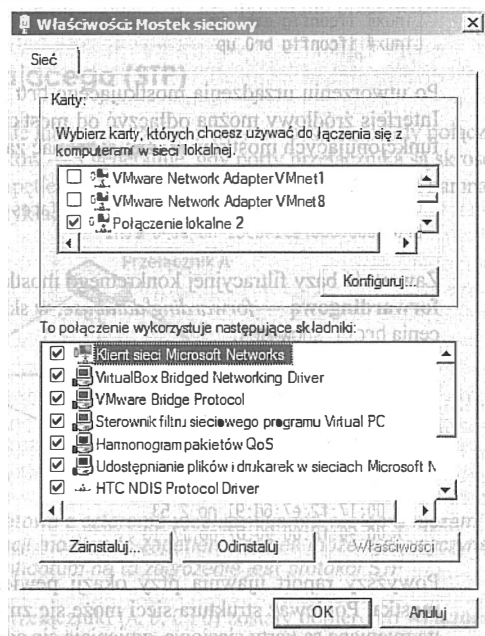 Właściwości: Mostek sieciowy
Sieć
Karty:
Wybierz karty, których chcesz używać do łączenia się z
komputerami w sieci lokalnej.
VMware Network Adapter VMnet1
VMware Network Adapter VMnet8
Połączenie lokalne 2
Konfiguruj...
To połączenie wykorzystuje następujące składniki:
Klient sieci Microsoft Networks
VirtualBox Bridged Networking Driver
VMware Bridge Protocol
Sterownik filtru sieciowego programu Virtual PC
Harmonogram pakietów QoS
Udostępnianie plików i drukarek w sieciach Microsoft N
HTC NDIS Protocol Driver
Zainstaluj...
Odinstaluj
Właściwości
OK
Anuluj